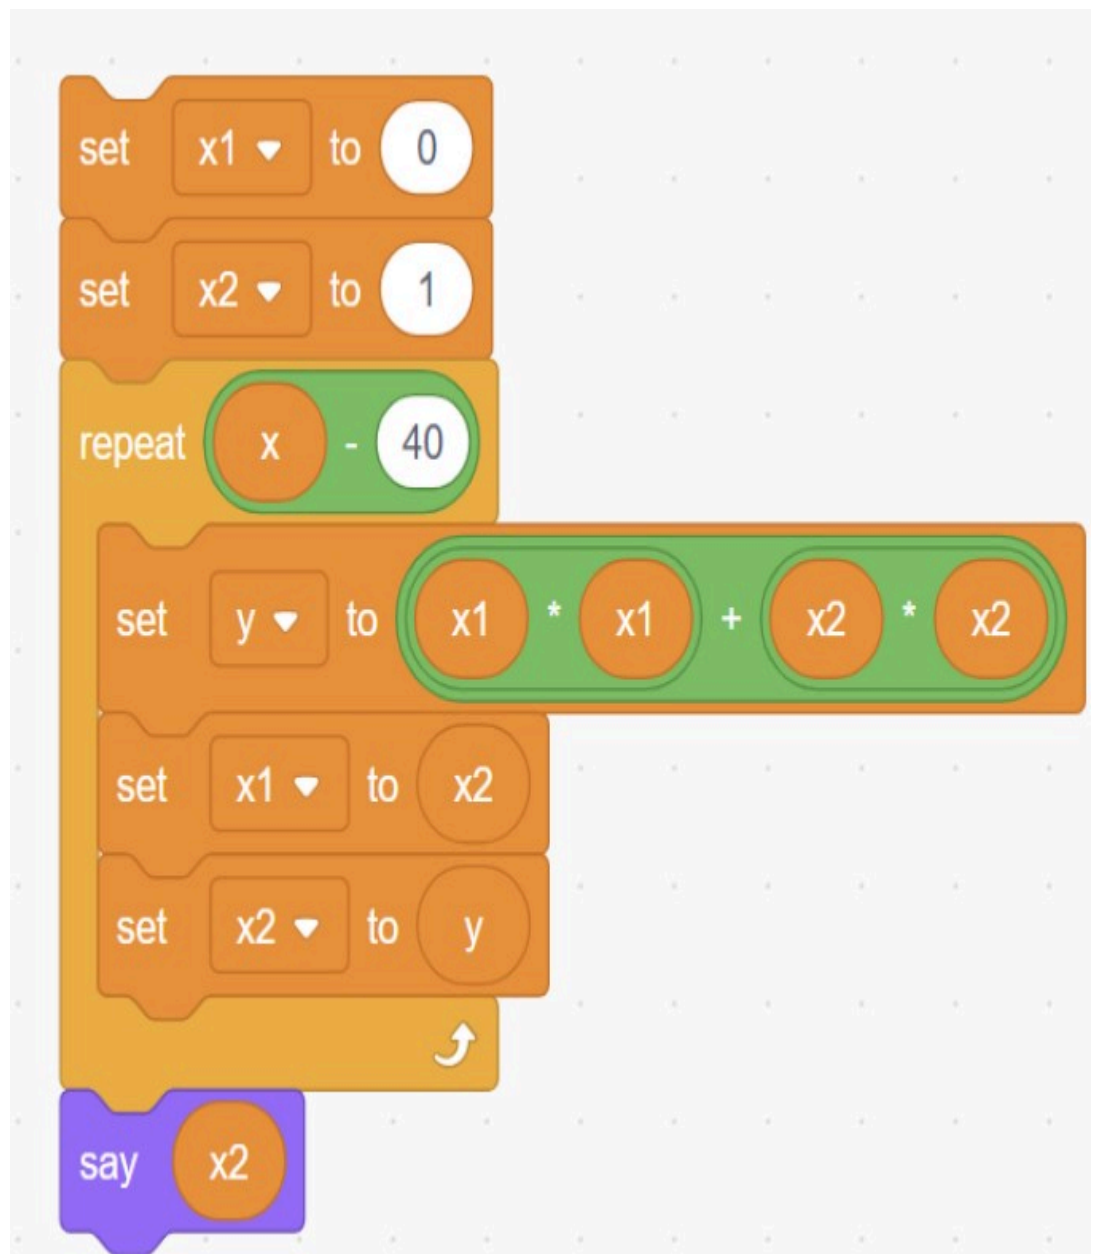 set x1 to 0
set x2 to 1
repeat x - 40
set y to x1 * x1 + x2 * x2
set x1 to x2
set x2 to y
say x2